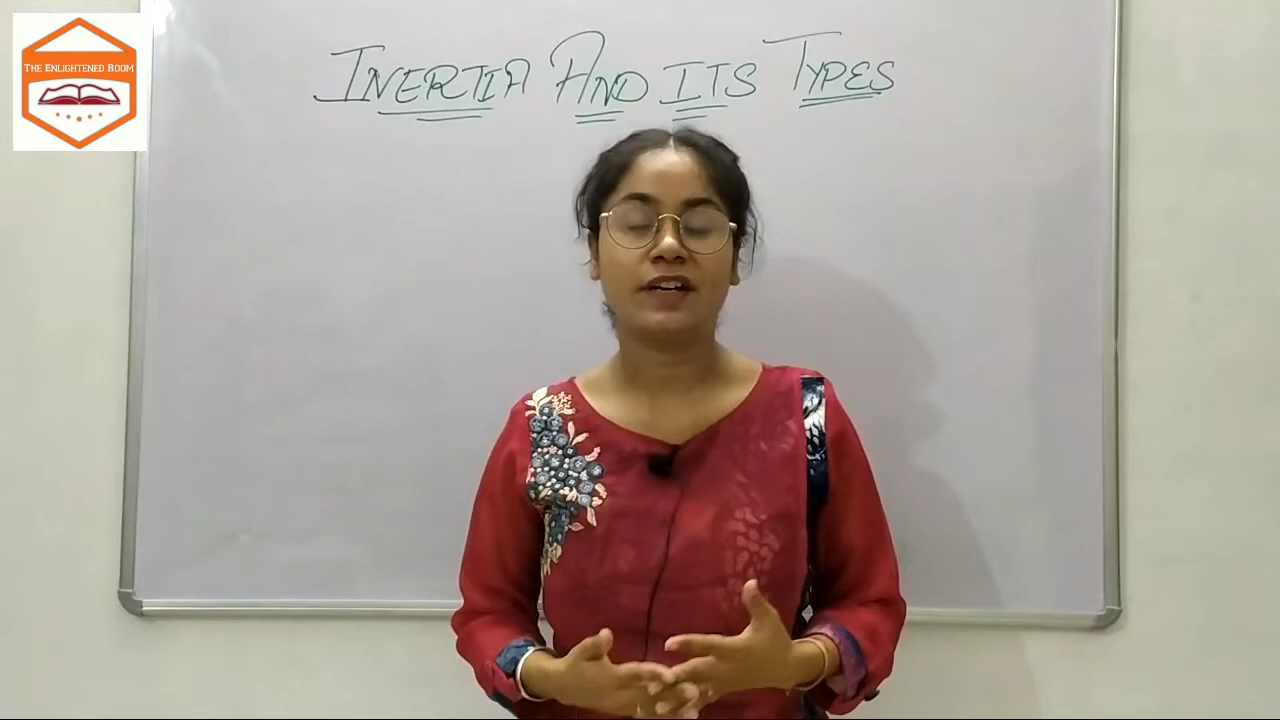 THE ENLIGHTENED ROOM
INERTIA AND ITS TYPES